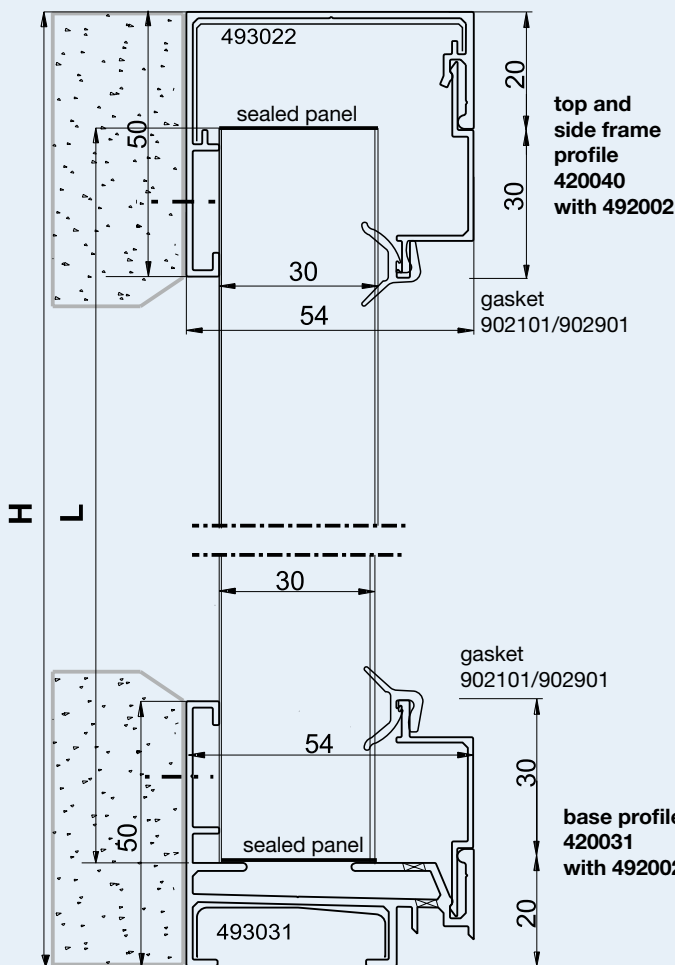 493022
20
sealed panel
50
top and
side frame
profile
420040
with 492002
30
30
gasket
902101/902901
54
H
L
30
gasket
902101/902901
54
30
50
sealed panel
base profile
420031
with 492002
20
493031